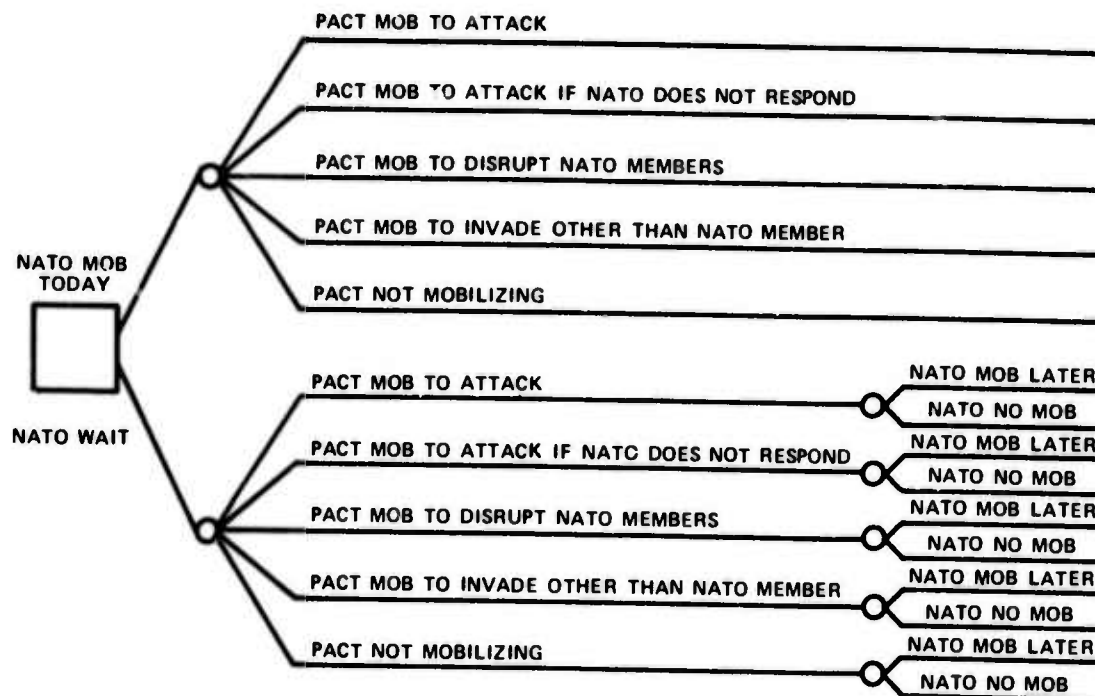 PACT MOB TO ATTACK
PACT MOB TO ATTACK IF NATO DOES NOT RESPOND
PACT MOB TO DISRUPT NATO MEMBERS
PACT MOB TO INVADE OTHER THAN NATO MEMBER
PACT NOT MOBILIZING
NATO MOB
TODAY
NATO WAIT
PACT MOB TO ATTACK
NATO MOB LATER
NATO NO MOB
PACT MOB TO ATTACK IF NATO DOES NOT RESPOND
NATO MOB LATER
NATO NO MOB
PACT MOB TO DISRUPT NATO MEMBERS
NATO MOB LATER
NATO NO MOB
PACT MOB TO INVADE OTHER THAN NATO MEMBER
NATO MOB LATER
NATO NO MOB
PACT NOT MOBILIZING
NATO MOB LATER
NATO NO MOB